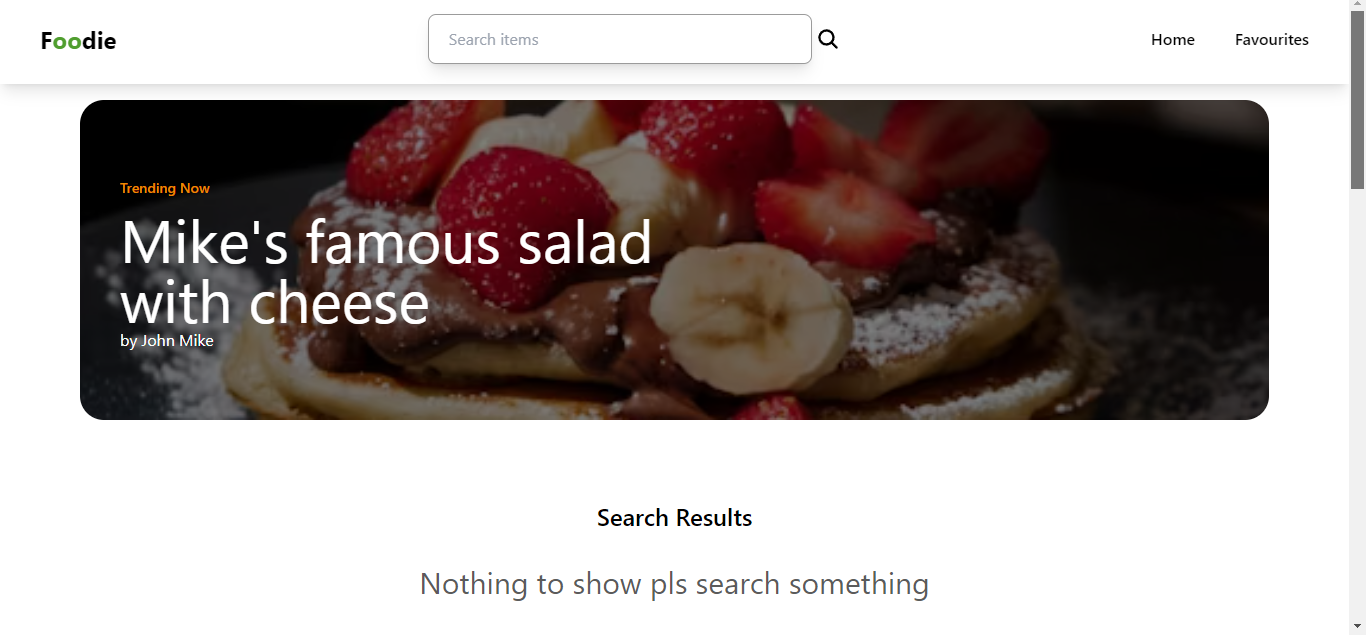 Foodie
Search items
Home
Favourites
Trending Now
Mike's famous salad
with cheese
by John Mike
Search Results
Nothing to show pls search something